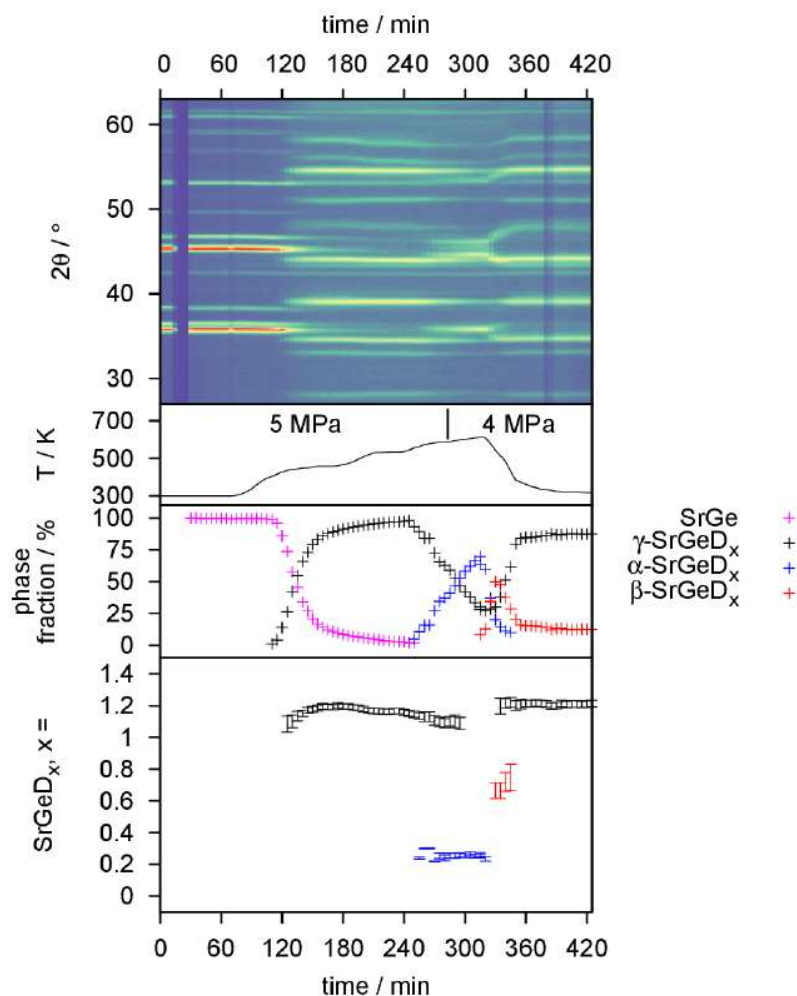 time / min
0 60 120 180 240 300 360 420
60
50
40
30
2θ / °
700
500
300
T / K
5 MPa 4 MPa
100
75
50
25
0
phase
fraction / %
SrGe
γ-SrGeDₓ
α-SrGeDₓ
β-SrGeDₓ
1.4
1.2
1
0.8
0.6
0.4
0.2
0
SrGeDₓ, x =
0 60 120 180 240 300 360 420
time / min